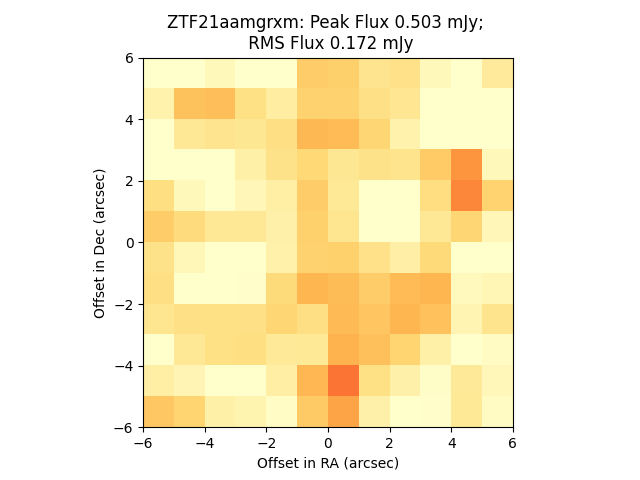 ZTF21aamgrxm: Peak Flux 0.503 mJy;
RMS Flux 0.172 mJy
6
4
2
0
−2
−4
−6
Offset in Dec (arcsec)
−6 −4 −2 0 2 4 6
Offset in RA (arcsec)